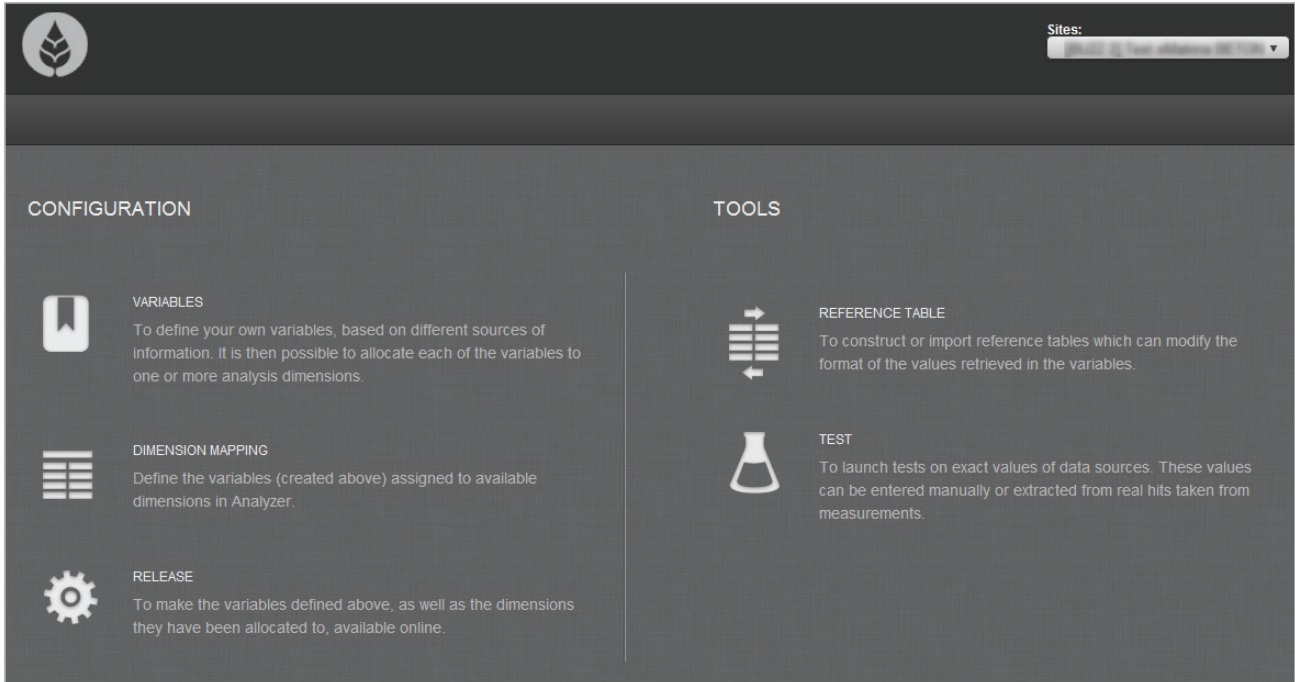 Sites:
CONFIGURATION
VARIABLES
To define your own variables, based on different sources of
information. It is then possible to allocate each of the variables to
one or more analysis dimensions.
DIMENSION MAPPING
Define the variables (created above) assigned to available
dimensions in Analyzer.
RELEASE
To make the variables defined above, as well as the dimensions
they have been allocated to, available online.
TOOLS
REFERENCE TABLE
To construct or import reference tables which can modify the
format of the values retrieved in the variables.
TEST
To launch tests on exact values of data sources. These values
can be entered manually or extracted from real hits taken from
measurements.